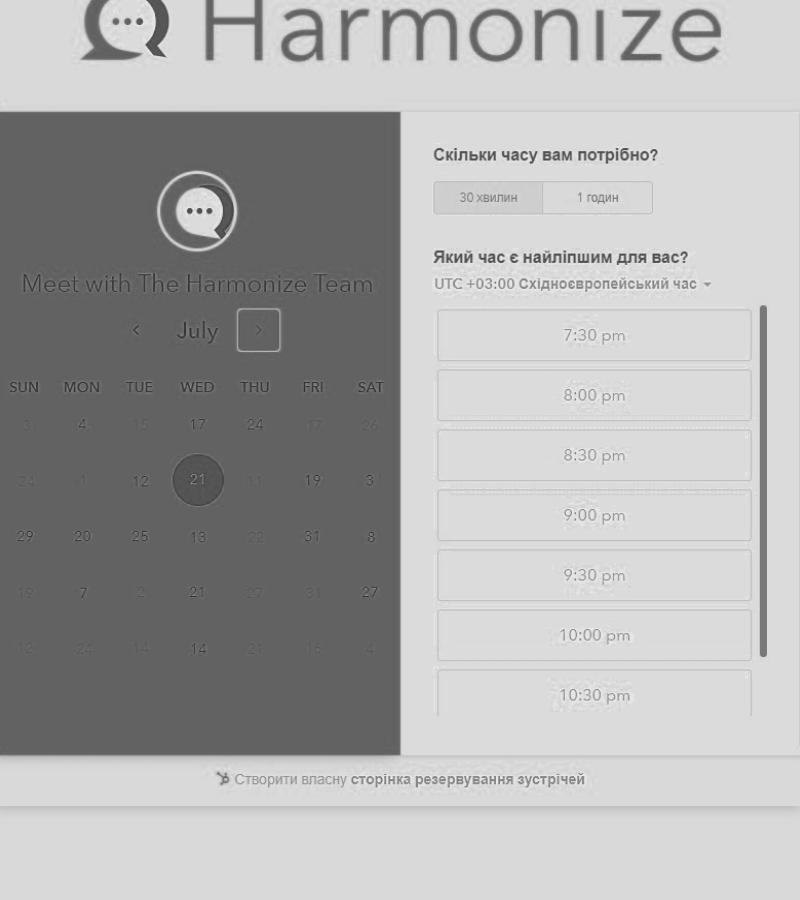 Harmonize
Meet with The Harmonize Team
July
SUN MON TUE WED THU FRI SAT
3 4 15 17 24 17 26
24 1 12 21 11 19 3
29 20 25 13 22 31 8
19 7 2 21 27 31 27
12 24 14 14 21 16 4
Скільки часу вам потрібно?
30 хвилин 1 годин
Який час є найліпшим для вас?
UTC +03:00 Східноєвропейський час
7:30 pm
8:00 pm
8:30 pm
9:00 pm
9:30 pm
10:00 pm
10:30 pm
Створити власну сторінка резервування зустрічей